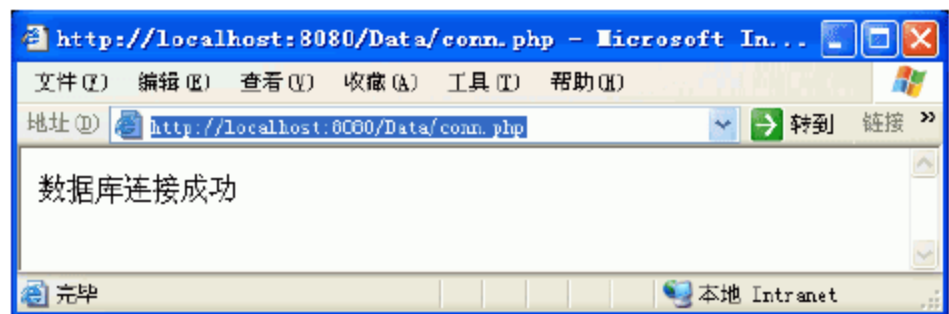 http://localhost:8080/Data/conn.php - Microsoft In...
文件(F) 编辑(E) 查看(V) 收藏(A) 工具(T) 帮助(H)
地址(D) http://localhost:8080/Data/conn.php 转到 链接 »
数据库连接成功
完毕 本地 Intranet